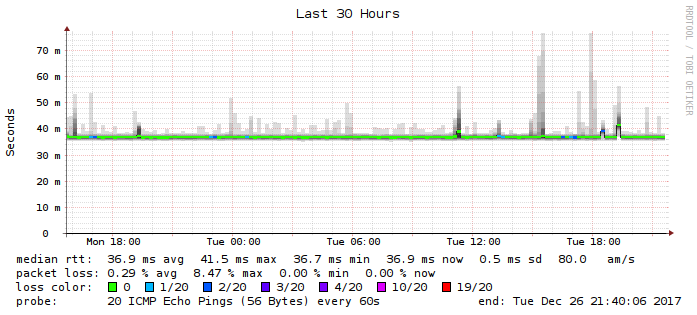 Last 30 Hours
RRDTOOL / TOBI OETIKER
Seconds
70 m
60 m
50 m
40 m
30 m
20 m
10 m
0
Mon 18:00 Tue 00:00 Tue 06:00 Tue 12:00 Tue 18:00
median rtt: 36.9 ms avg 41.5 ms max 36.7 ms min 36.9 ms now 0.5 ms sd 80.0 am/s
packet loss: 0.29 % avg 8.47 % max 0.00 % min 0.00 % now
loss color: 0 1/20 2/20 3/20 4/20 10/20 19/20
probe: 20 ICMP Echo Pings (56 Bytes) every 60s end: Tue Dec 26 21:40:06 2017